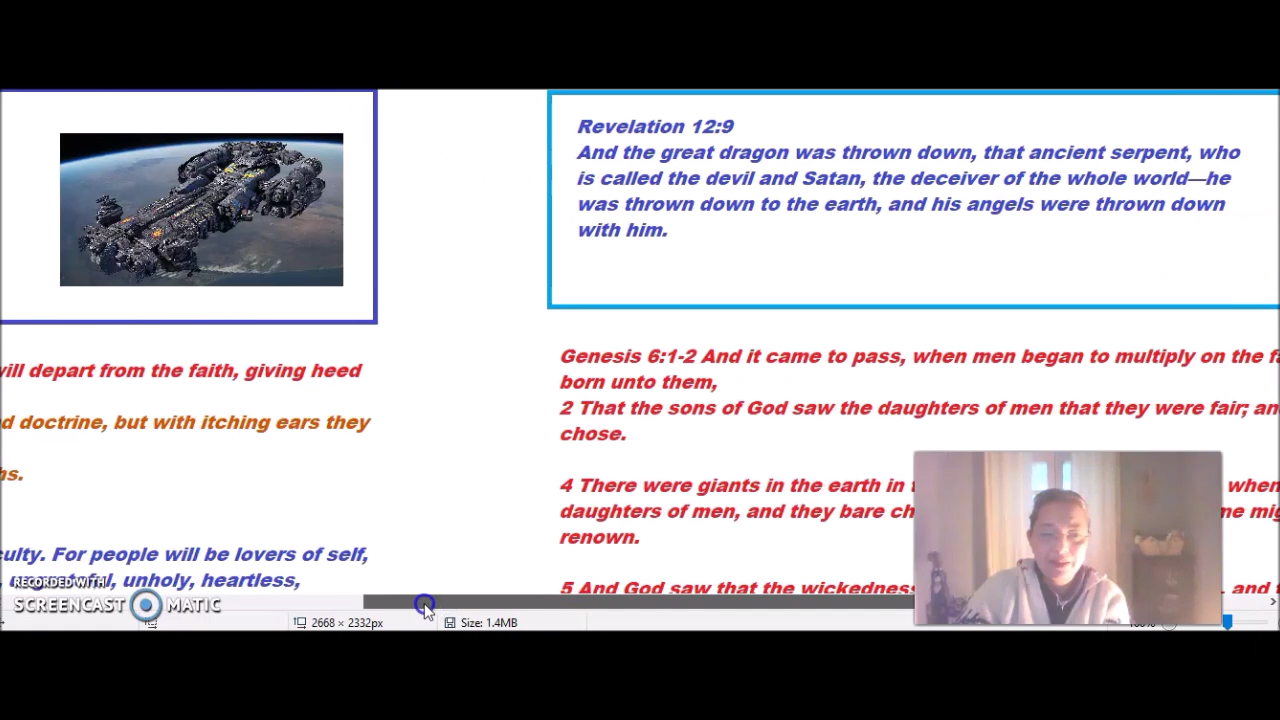 Revelation 12:9
And the great dragon was thrown down, that ancient serpent, who
is called the devil and Satan, the deceiver of the whole world—he
was thrown down to the earth, and his angels were thrown down
with him.
will depart from the faith, giving heed
d doctrine, but with itching ears they
hs.
culty. For people will be lovers of self,
unholy, heartless,
Genesis 6:1-2 And it came to pass, when men began to multiply on the fa
born unto them,
2 That the sons of God saw the daughters of men that they were fair; an
chose.
4 There were giants in the earth in t when
daughters of men, and they bare ch me mig
renown.
5 And God saw that the wickedness and t
RECORDED WITH
SCREENCAST MATIC
2668 × 2332px
Size: 1.4MB